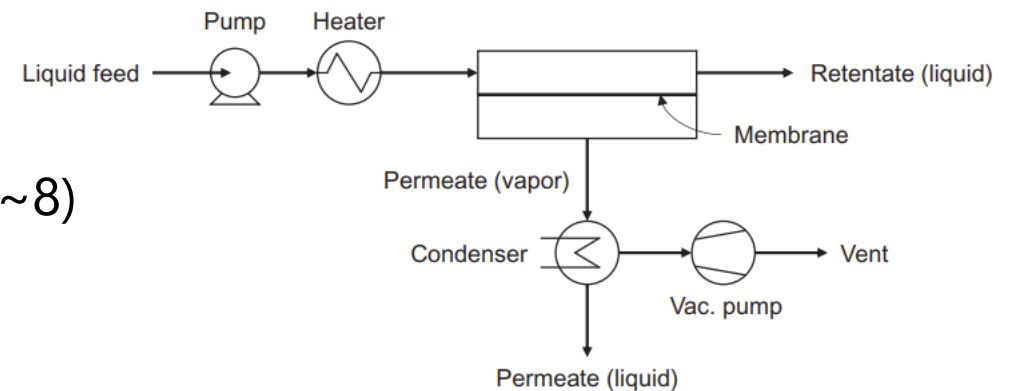 Pump
Heater
Liquid feed
Retentate (liquid)
Membrane
Permeate (vapor)
~8)
Condenser
Vent
Vac. pump
Permeate (liquid)